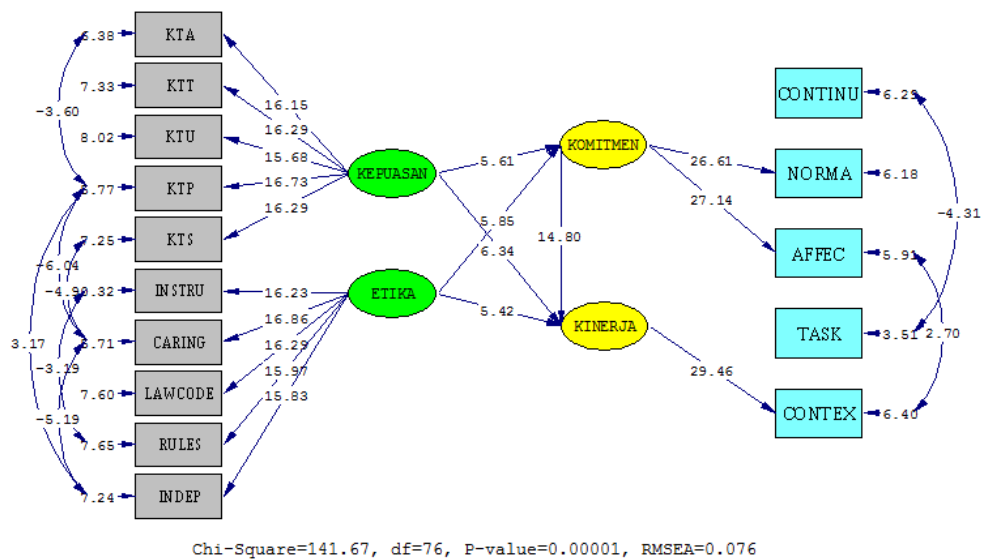 KTA
7.33 KTT
-3.60
8.02 KTU
KTP
7.25 KTS
-6.04
INSTRU
CARING
3.17
-3.19
7.60 LAWCODE
-5.19
7.65 RULES
7.24 INDEP
16.15
16.29
15.68
16.73
16.29
KEPUASAN
16.23
16.86
16.29
15.97
15.83
ETIKA
5.61
5.85
6.34
5.42
KOMITMEN
14.80
KINERJA
26.61
27.14
29.46
CONTINU 6.29
NORMA 6.18
-4.31
AFFEC 5.91
TASK 3.51
2.70
CONTEX 6.40
Chi-Square=141.67, df=76, P-value=0.00001, RMSEA=0.076